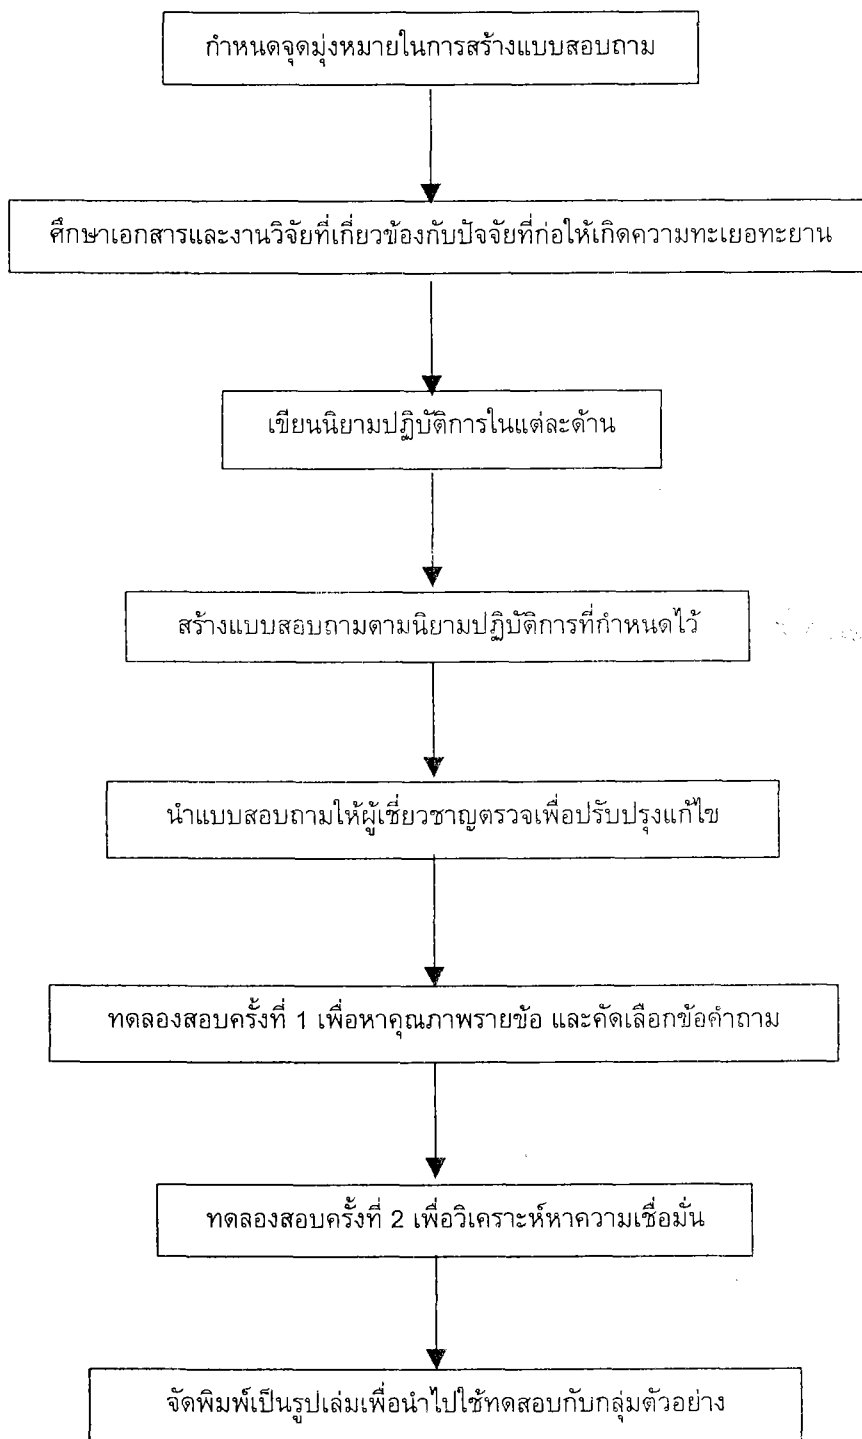 กำหนดจุดมุ่งหมายในการสร้างแบบสอบถาม
ศึกษาเอกสารและงานวิจัยที่เกี่ยวข้องกับปัจจัยที่ก่อให้เกิดความทะเยอทะยาน
เขียนนิยามปฏิบัติการในแต่ละด้าน
สร้างแบบสอบถามตามนิยามปฏิบัติการที่กำหนดไว้
นำแบบสอบถามให้ผู้เชี่ยวชาญตรวจเพื่อปรับปรุงแก้ไข
ทดลองสอบครั้งที่ 1 เพื่อหาคุณภาพรายข้อ และคัดเลือกข้อคำถาม
ทดลองสอบครั้งที่ 2 เพื่อวิเคราะห์หาความเชื่อมั่น
จัดพิมพ์เป็นรูปเล่มเพื่อนำไปใช้ทดสอบกับกลุ่มตัวอย่าง